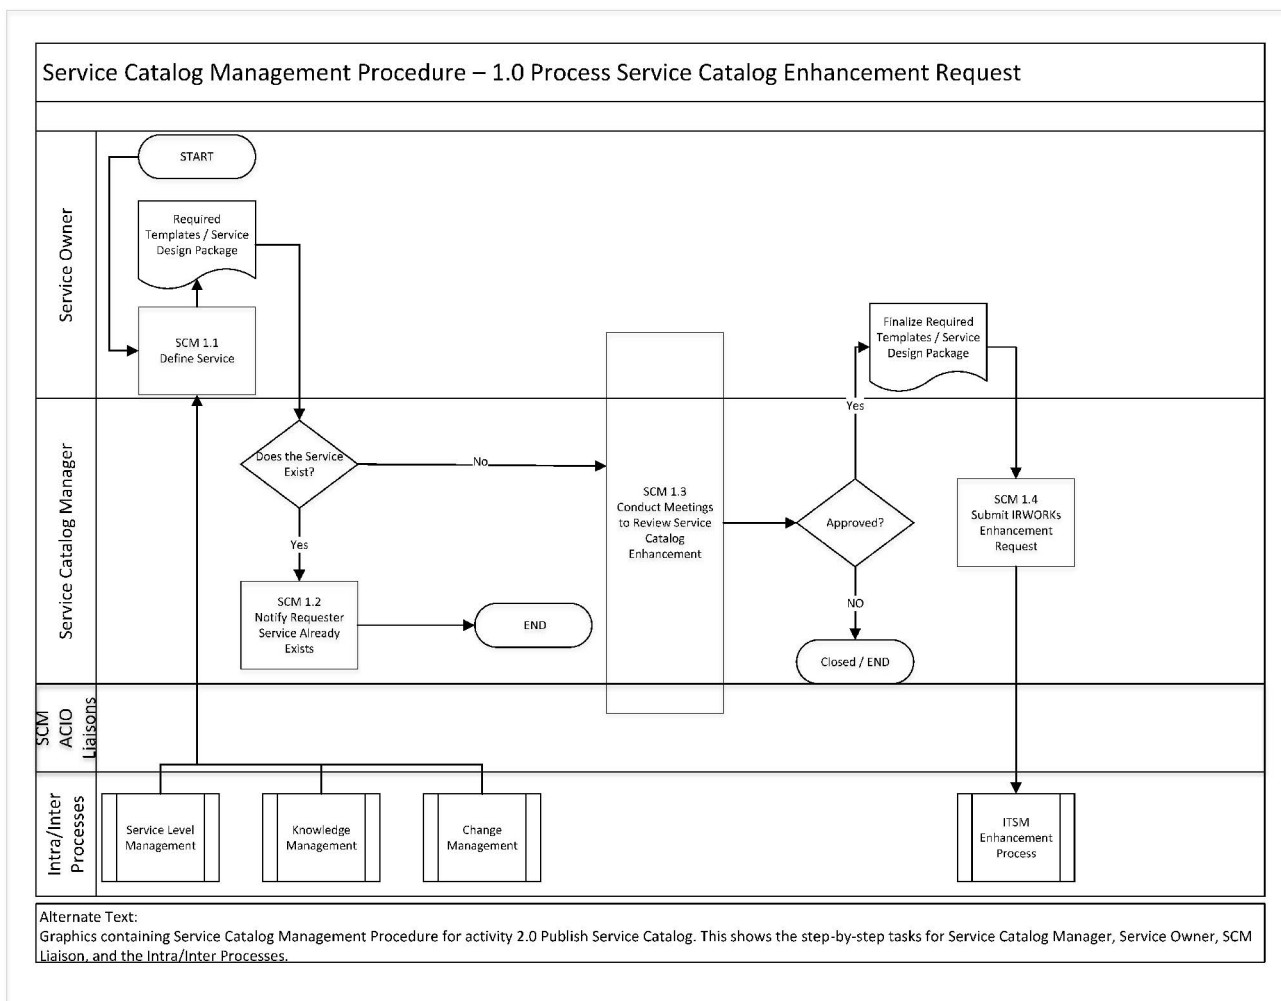 Service Catalog Management Procedure – 1.0 Process Service Catalog Enhancement Request
Service Owner
START
Required
Templates / Service
Design Package
SCM 1.1
Define Service
Finalize Required
Templates / Service
Design Package
Service Catalog Manager
Does the Service
Exist?
No
Yes
SCM 1.2
Notify Requester
Service Already
Exists
END
SCM 1.3
Conduct Meetings
to Review Service
Catalog
Enhancement
Approved?
Yes
NO
Closed / END
SCM 1.4
Submit IRWORKs
Enhancement
Request
SCM
ACIO
Liaisons
Intra/Inter
Processes
Service Level
Management
Knowledge
Management
Change
Management
ITSM
Enhancement
Process
Alternate Text:
Graphics containing Service Catalog Management Procedure for activity 2.0 Publish Service Catalog. This shows the step-by-step tasks for Service Catalog Manager, Service Owner, SCM
Liaison, and the Intra/Inter Processes.